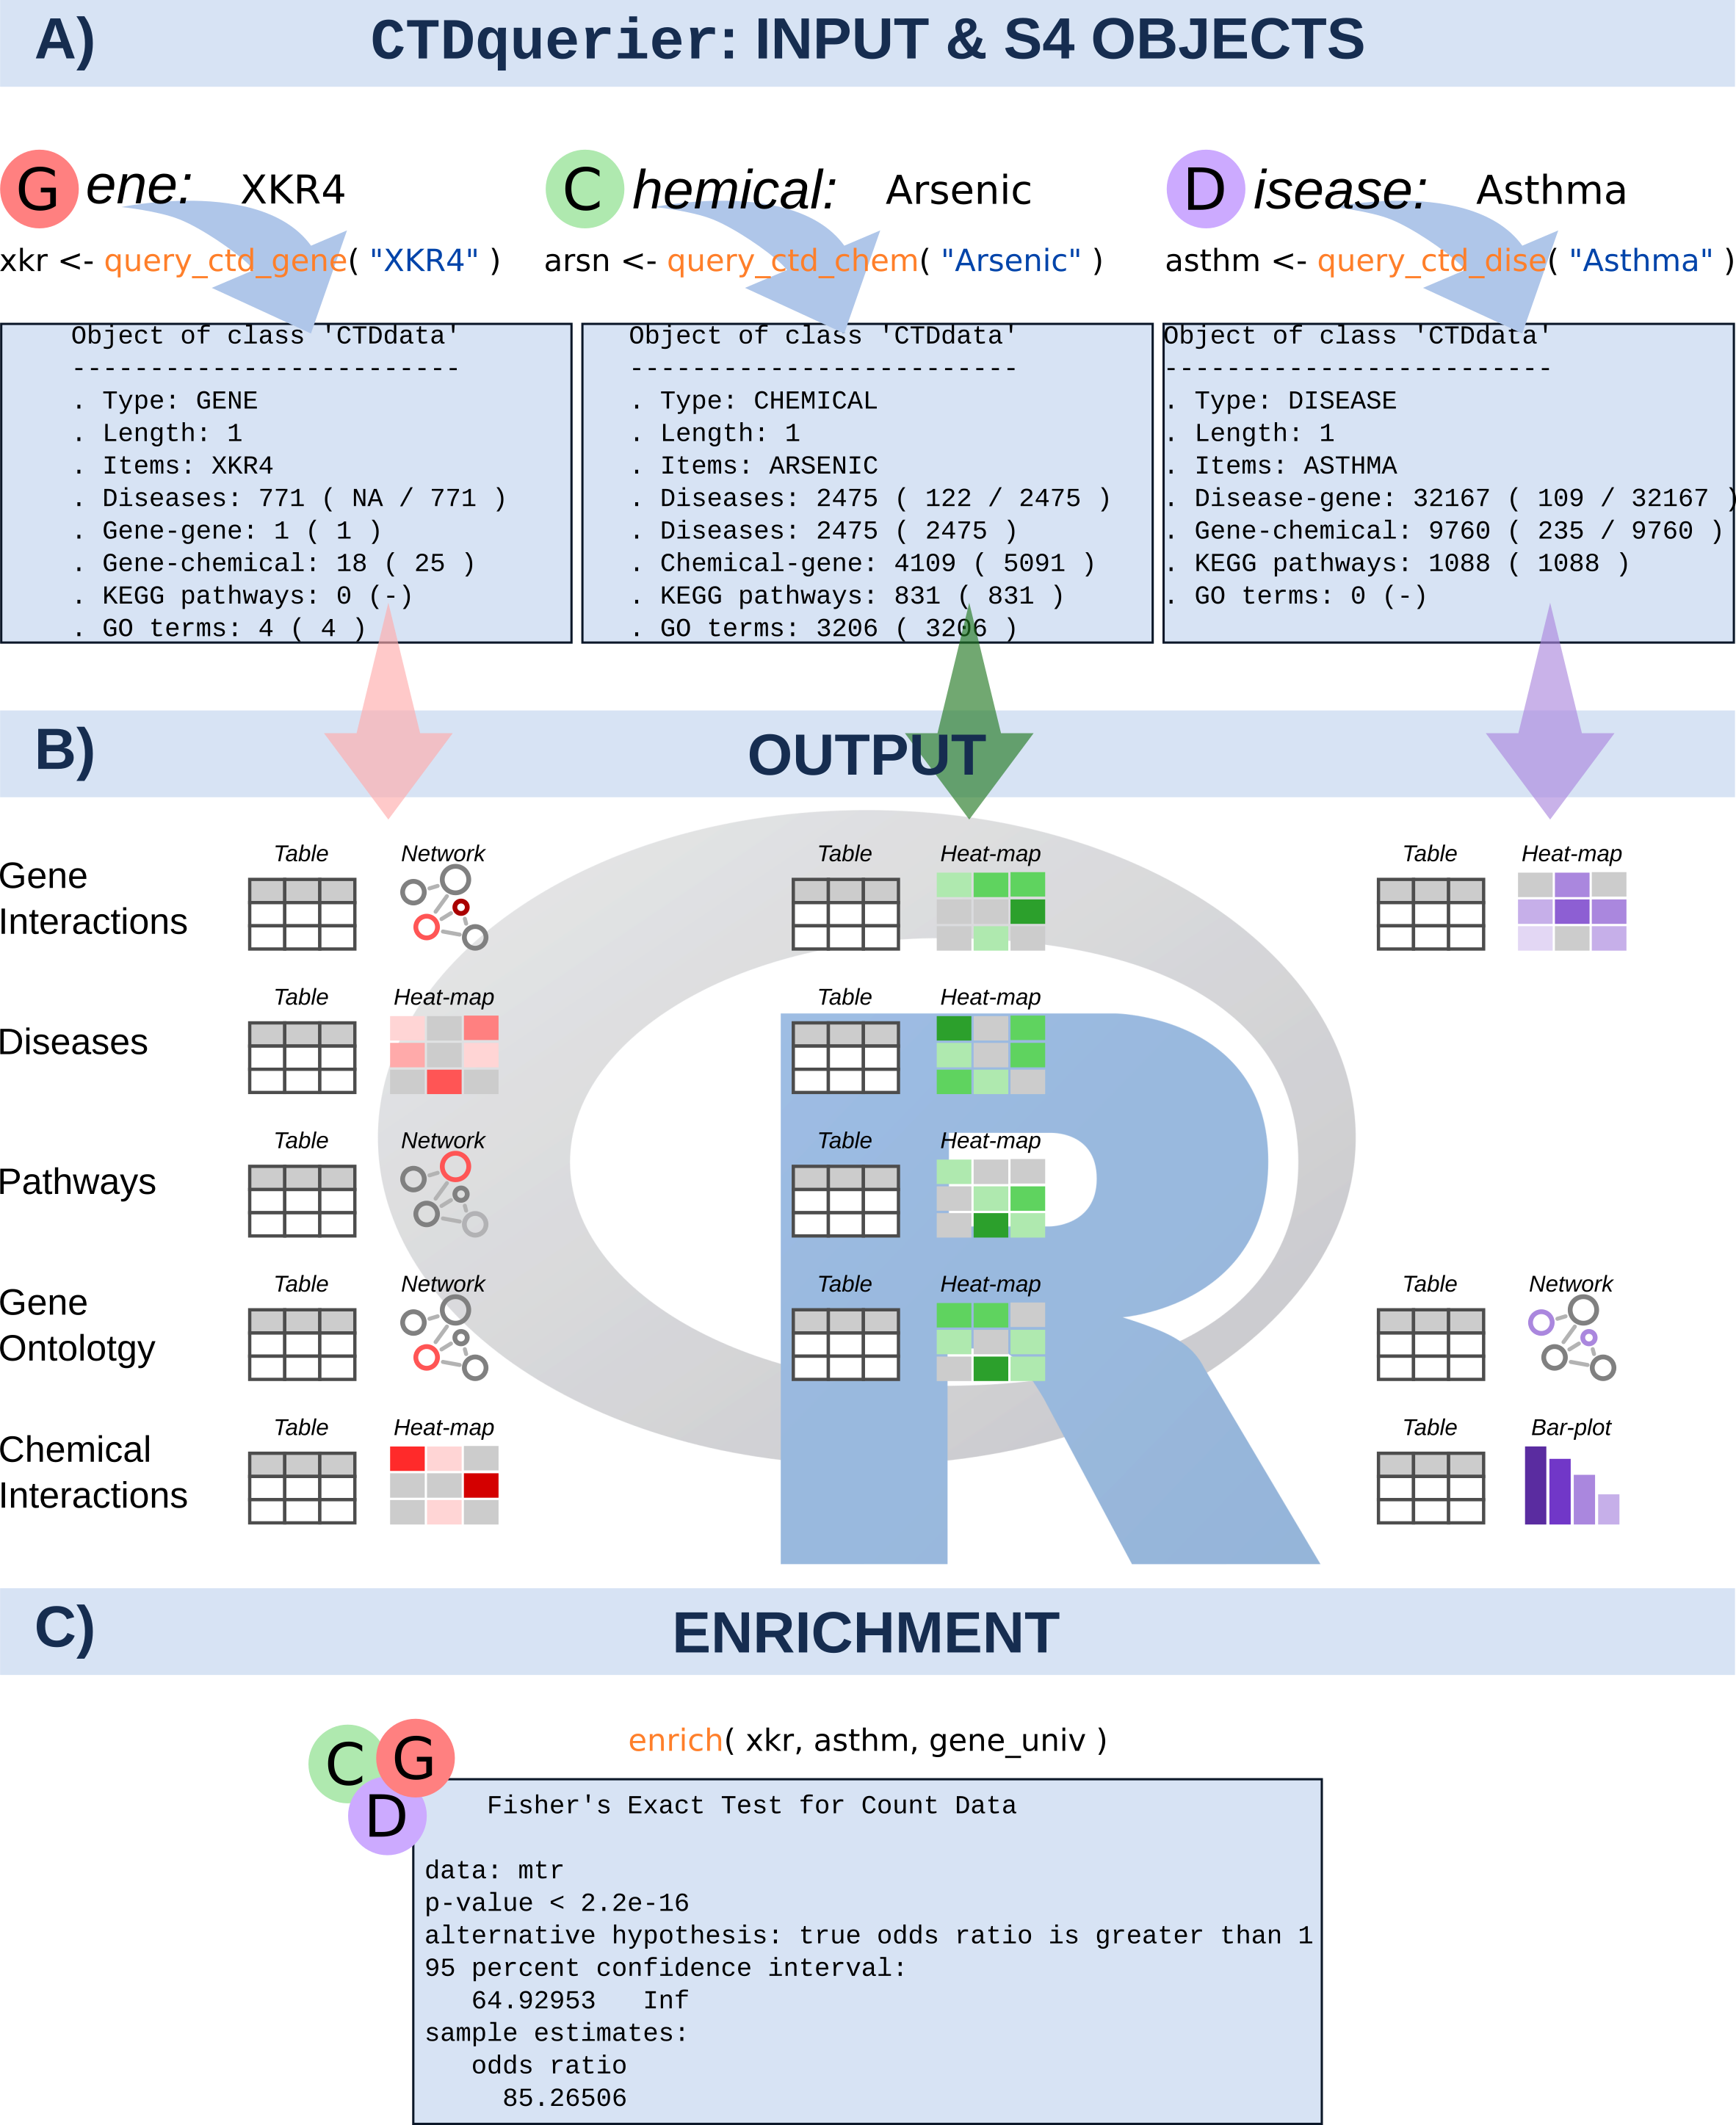 A) CTDquerier: INPUT & S4 OBJECTS
Gene: XKR4
xkr <- query_ctd_gene( "XKR4" )
Object of class 'CTDdata'
-------------------------
. Type: GENE
. Length: 1
. Items: XKR4
. Diseases: 771 ( NA / 771 )
. Gene-gene: 1 ( 1 )
. Gene-chemical: 18 ( 25 )
. KEGG pathways: 0 (-)
. GO terms: 4 ( 4 )
Chemical: Arsenic
arsn <- query_ctd_chem( "Arsenic" )
Object of class 'CTDdata'
-------------------------
. Type: CHEMICAL
. Length: 1
. Items: ARSENIC
. Diseases: 2475 ( 122 / 2475 )
. Diseases: 2475 ( 2475 )
. Chemical-gene: 4109 ( 5091 )
. KEGG pathways: 831 ( 831 )
. GO terms: 3206 ( 3206 )
Disease: Asthma
asthm <- query_ctd_dise( "Asthma" )
Object of class 'CTDdata'
-------------------------
. Type: DISEASE
. Length: 1
. Items: ASTHMA
. Disease-gene: 32167 ( 109 / 32167 )
. Gene-chemical: 9760 ( 235 / 9760 )
. KEGG pathways: 1088 ( 1088 )
. GO terms: 0 (-)
B) OUTPUT
Gene
Interactions
Table Network Table Heat-map Table Heat-map
Diseases
Table Heat-map Table Heat-map
Pathways
Table Network Table Heat-map
Gene
Ontolotgy
Table Network Table Heat-map Table Network
Chemical
Interactions
Table Heat-map Table Bar-plot
R
C) ENRICHMENT
C G
D
enrich( xkr, asthm, gene_univ )
Fisher's Exact Test for Count Data
data: mtr
p-value < 2.2e-16
alternative hypothesis: true odds ratio is greater than 1
95 percent confidence interval:
64.92953 Inf
sample estimates:
odds ratio
85.26506